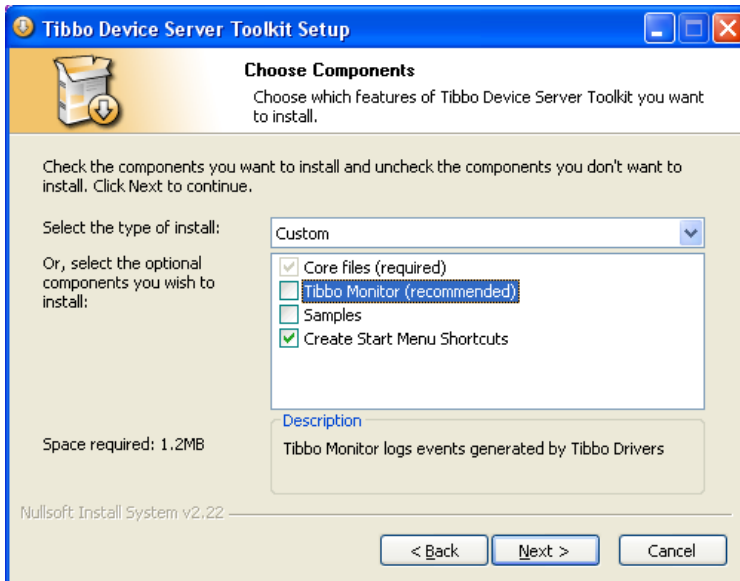 Tibbo Device Server Toolkit Setup
Choose Components
Choose which features of Tibbo Device Server Toolkit you want
to install.
Check the components you want to install and uncheck the components you don't want to
install. Click Next to continue.
Select the type of install:
Custom
Or, select the optional
components you wish to
install:
Core files (required)
Tibbo Monitor (recommended)
Samples
Create Start Menu Shortcuts
Space required: 1.2MB
Description
Tibbo Monitor logs events generated by Tibbo Drivers
Nullsoft Install System v2.22
< Back
Next >
Cancel